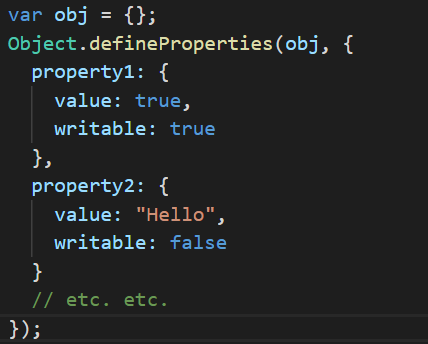 var obj = {};
Object.defineProperties(obj, {
  property1: {
    value: true,
    writable: true
  },
  property2: {
    value: "Hello",
    writable: false
  }
  // etc. etc.
});